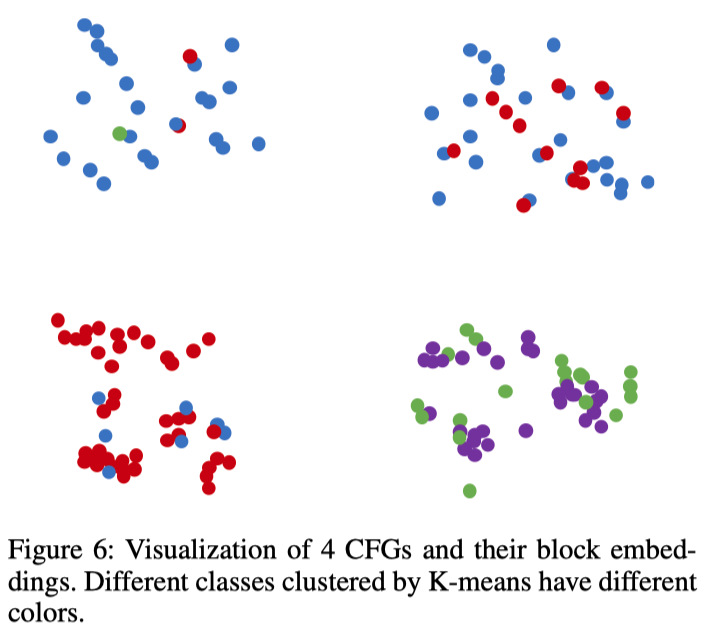 Figure 6: Visualization of 4 CFGs and their block embed-
dings. Different classes clustered by K-means have different
colors.